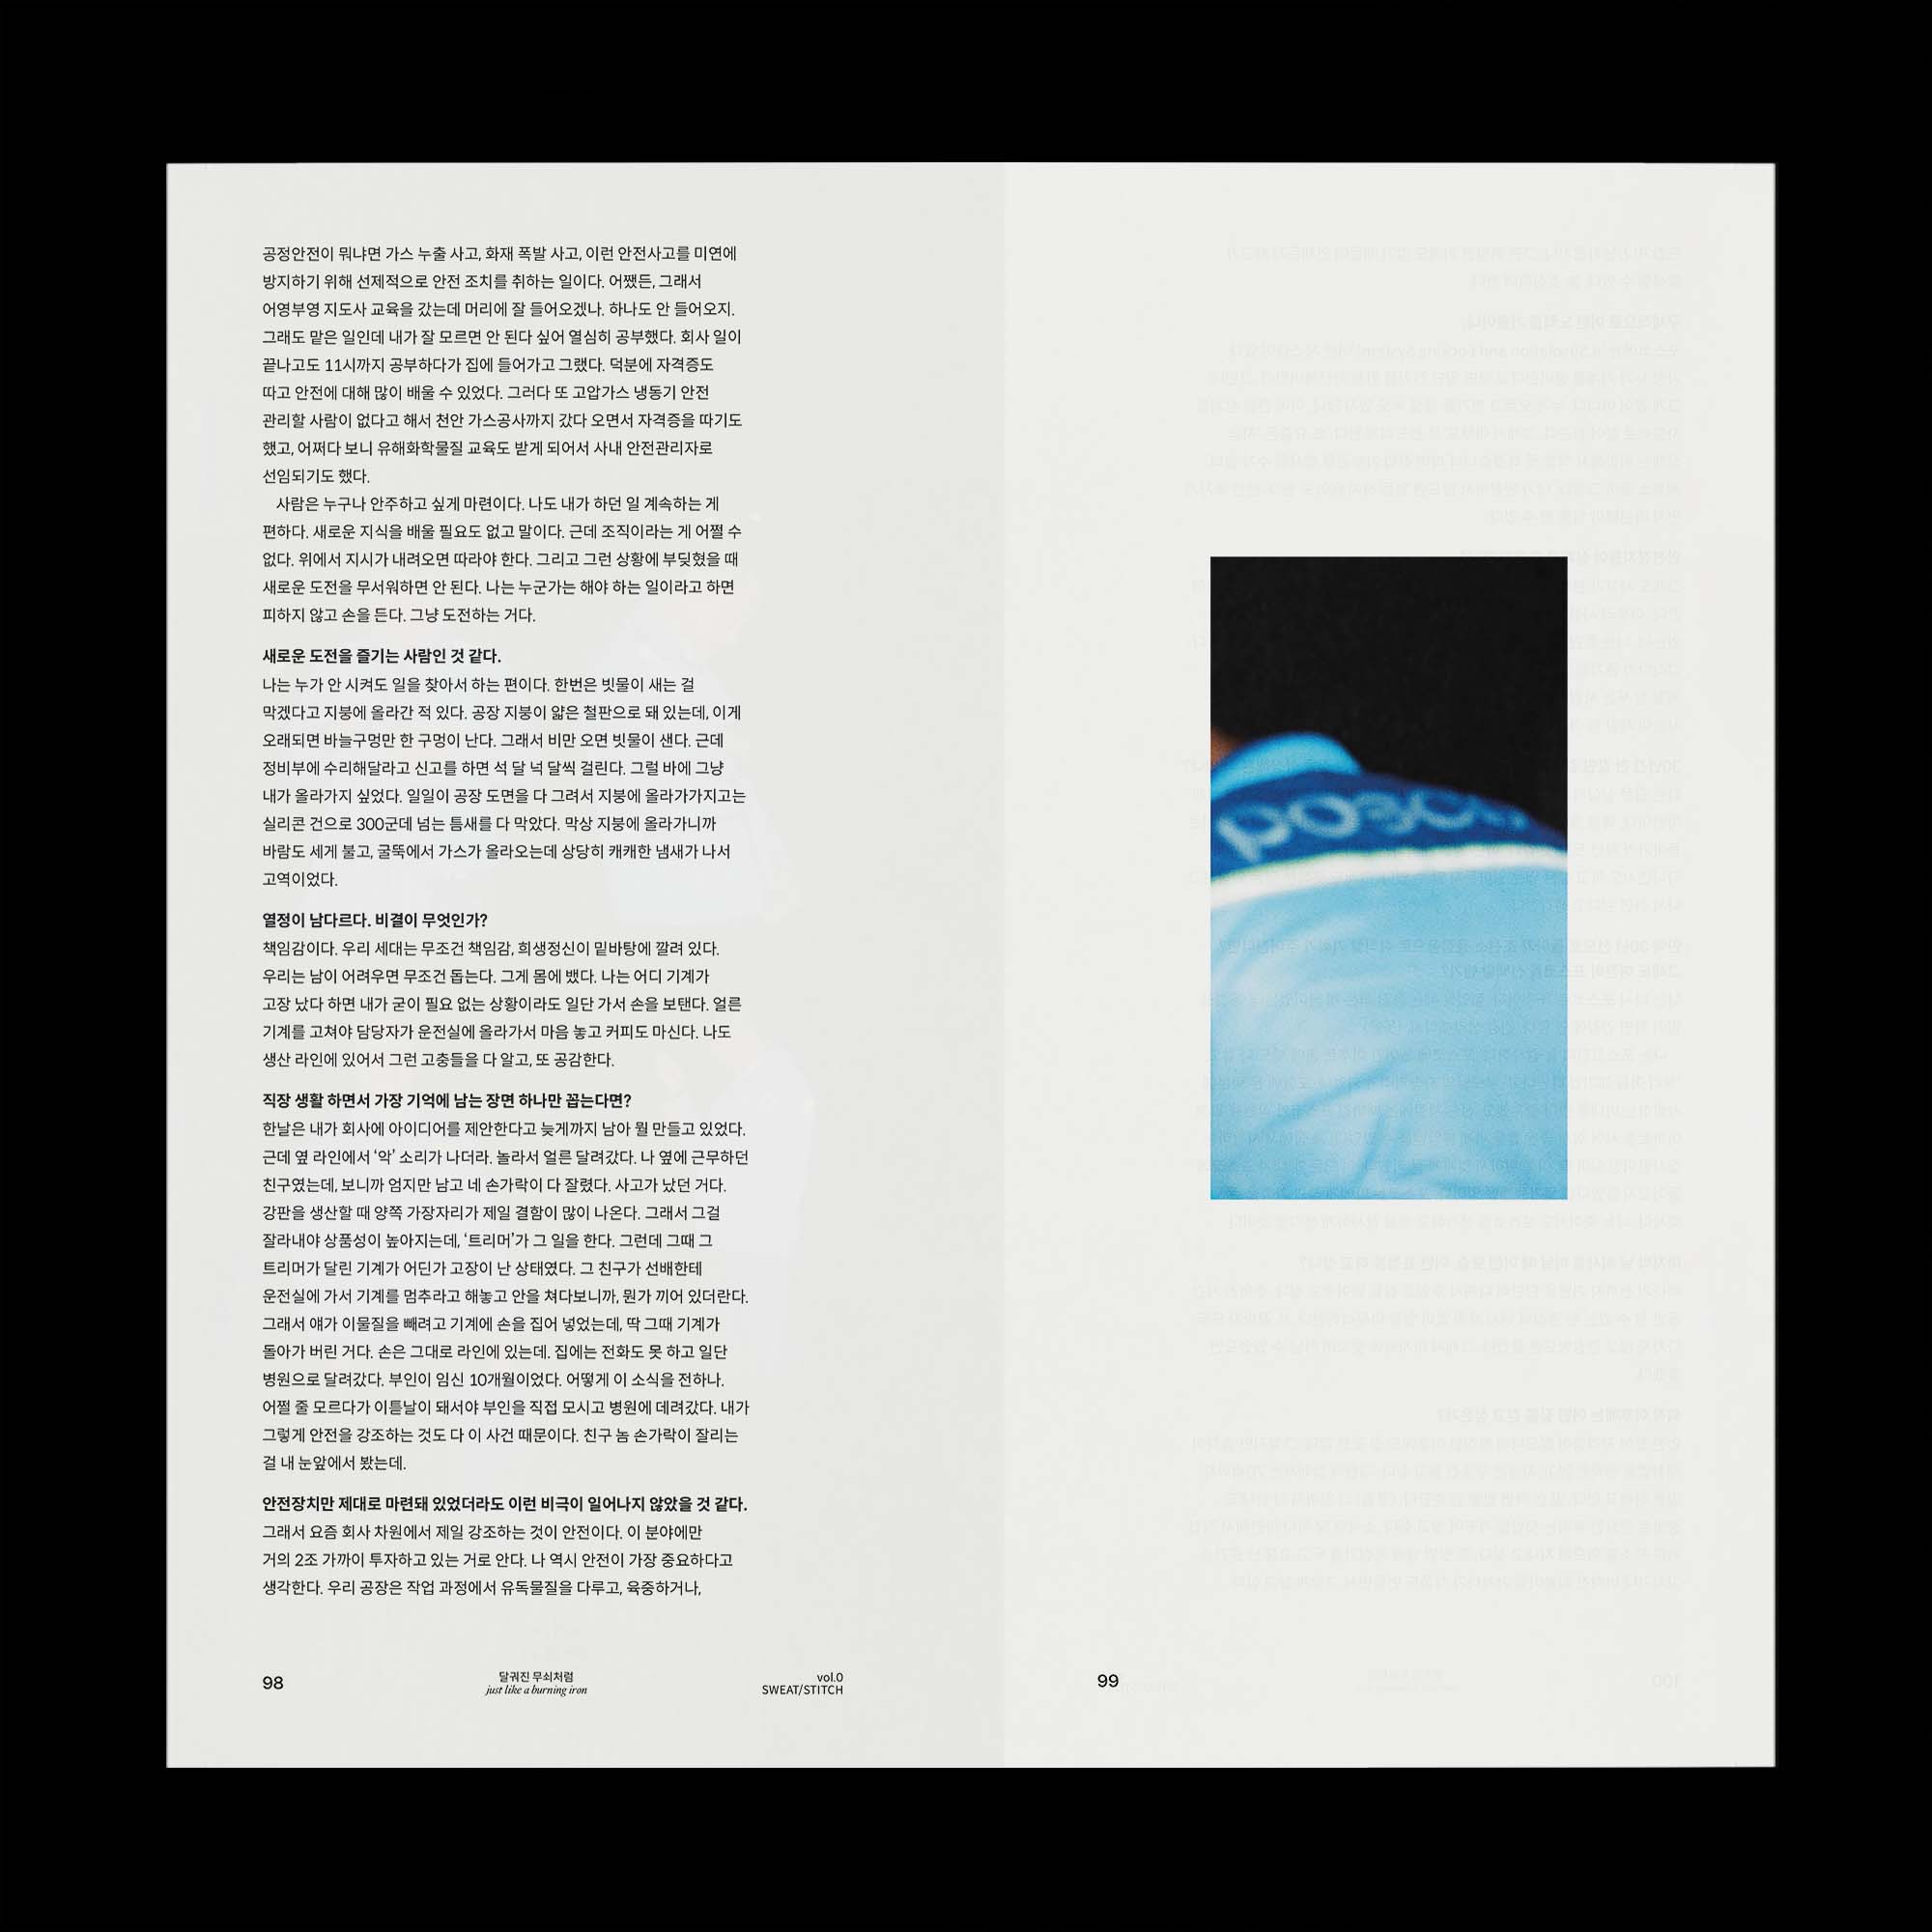 공정안전이 뭐냐면 가스 누출 사고, 화재 폭발 사고, 이런 안전사고를 미연에
방지하기 위해 선제적으로 안전 조치를 취하는 일이다. 어쨌든, 그래서
어영부영 지도사 교육을 갔는데 머리에 잘 들어오겠나. 하나도 안 들어오지.
그래도 맡은 일인데 내가 잘 모르면 안 된다 싶어 열심히 공부했다. 회사 일이
끝나고도 11시까지 공부하다가 집에 들어가고 그랬다. 덕분에 자격증도
따고 안전에 대해 많이 배울 수 있었다. 그러다 또 고압가스 냉동기 안전
관리할 사람이 없다고 해서 천안 가스공사까지 갔다 오면서 자격증을 따기도
했고, 어쩌다 보니 유해화학물질 교육도 받게 되어서 사내 안전관리자로
선임되기도 했다.
사람은 누구나 안주하고 싶게 마련이다. 나도 내가 하던 일 계속하는 게
편하다. 새로운 지식을 배울 필요도 없고 말이다. 근데 조직이라는 게 어쩔 수
없다. 위에서 지시가 내려오면 따라야 한다. 그리고 그런 상황에 부딪혔을 때
새로운 도전을 무서워하면 안 된다. 나는 누군가는 해야 하는 일이라고 하면
피하지 않고 손을 든다. 그냥 도전하는 거다.
새로운 도전을 즐기는 사람인 것 같다.
나는 누가 안 시켜도 일을 찾아서 하는 편이다. 한번은 빗물이 새는 걸
막겠다고 지붕에 올라간 적 있다. 공장 지붕이 얇은 철판으로 돼 있는데, 이게
오래되면 바늘구멍만 한 구멍이 난다. 그래서 비만 오면 빗물이 샌다. 근데
정비부에 수리해달라고 신고를 하면 석 달 넉 달씩 걸린다. 그럴 바에 그냥
내가 올라가지 싶었다. 일일이 공장 도면을 다 그려서 지붕에 올라가가지고는
실리콘 건으로 300군데 넘는 틈새를 다 막았다. 막상 지붕에 올라가니까
바람도 세게 불고, 굴뚝에서 가스가 올라오는데 상당히 캐캐한 냄새가 나서
고역이었다.
열정이 남다르다. 비결이 무엇인가?
책임감이다. 우리 세대는 무조건 책임감, 희생정신이 밑바탕에 깔려 있다.
우리는 남이 어려우면 무조건 돕는다. 그게 몸에 뱄다. 나는 어디 기계가
고장 났다 하면 내가 굳이 필요 없는 상황이라도 일단 가서 손을 보탠다. 얼른
기계를 고쳐야 담당자가 운전실에 올라가서 마음 놓고 커피도 마신다. 나도
생산 라인에 있어서 그런 고충들을 다 알고, 또 공감한다.
직장 생활 하면서 가장 기억에 남는 장면 하나만 꼽는다면?
한날은 내가 회사에 아이디어를 제안한다고 늦게까지 남아 뭘 만들고 있었다.
근데 옆 라인에서 ‘악’ 소리가 나더라. 놀라서 얼른 달려갔다. 나 옆에 근무하던
친구였는데, 보니까 엄지만 남고 네 손가락이 다 잘렸다. 사고가 났던 거다.
강판을 생산할 때 양쪽 가장자리가 제일 결함이 많이 나온다. 그래서 그걸
잘라내야 상품성이 높아지는데, ‘트리머’가 그 일을 한다. 그런데 그때 그
트리머가 달린 기계가 어딘가 고장이 난 상태였다. 그 친구가 선배한테
운전실에 가서 기계를 멈추라고 해놓고 안을 쳐다보니까, 뭔가 끼어 있더란다.
그래서 얘가 이물질을 빼려고 기계에 손을 집어 넣었는데, 딱 그때 기계가
돌아가 버린 거다. 손은 그대로 라인에 있는데. 집에는 전화도 못 하고 일단
병원으로 달려갔다. 부인이 임신 10개월이었다. 어떻게 이 소식을 전하나.
어쩔 줄 모르다가 이튿날이 돼서야 부인을 직접 모시고 병원에 데려갔다. 내가
그렇게 안전을 강조하는 것도 다 이 사건 때문이다. 친구 놈 손가락이 잘리는
걸 내 눈앞에서 봤는데.
안전장치만 제대로 마련돼 있었더라도 이런 비극이 일어나지 않았을 것 같다.
그래서 요즘 회사 차원에서 제일 강조하는 것이 안전이다. 이 분야에만
거의 2조 가까이 투자하고 있는 거로 안다. 나 역시 안전이 가장 중요하다고
생각한다. 우리 공장은 작업 과정에서 유독물질을 다루고, 육중하거나,
98
달궈진 무쇠처럼
just like a burning iron
vol.0
SWEAT/STITCH
posco
99